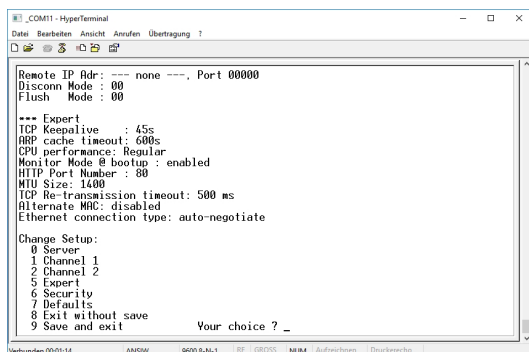 _COM11 - HyperTerminal
Datei Bearbeiten Ansicht Anrufen Übertragung ?
Remote IP Adr: --- none ---, Port 00000
Disconn Mode : 00
Flush   Mode : 00
*** Expert
TCP Keepalive    : 45s
ARP cache timeout: 600s
CPU performance: Regular
Monitor Mode @ bootup : enabled
HTTP Port Number : 80
MTU Size: 1400
TCP Re-transmission timeout: 500 ms
Alternate MAC: disabled
Ethernet connection type: auto-negotiate
Change Setup:
0 Server
1 Channel 1
2 Channel 2
5 Expert
6 Security
7 Defaults
8 Exit without save
9 Save and exit            Your choice ? _
Verbunden 00:01:14 ANSIW 9600 8-N-1 RF GROSS NUM Aufzeichnen Druckerecho